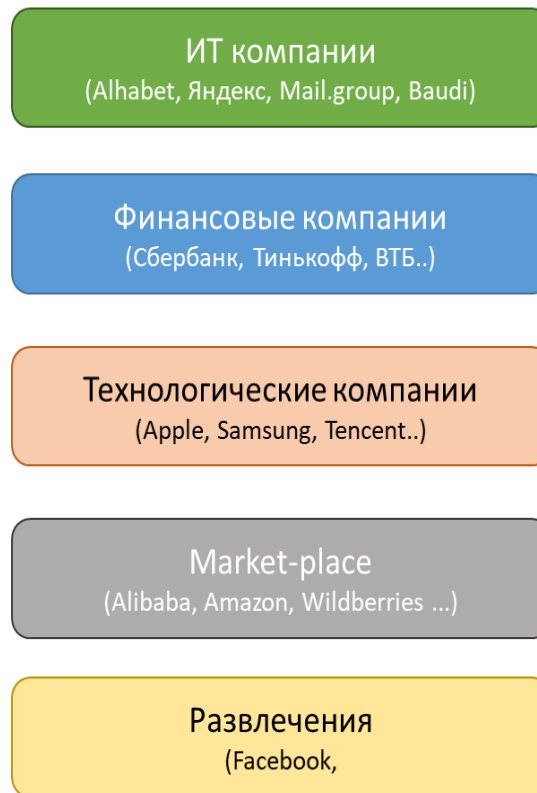 ИТ компании
(Alhabet, Яндекс, Mail.group, Baudi)
Финансовые компании
(Сбербанк, Тинькофф, ВТБ..)
Технологические компании
(Apple, Samsung, Tencent..)
Market-place
(Alibaba, Amazon, Wildberries ...)
Развлечения
(Facebook,